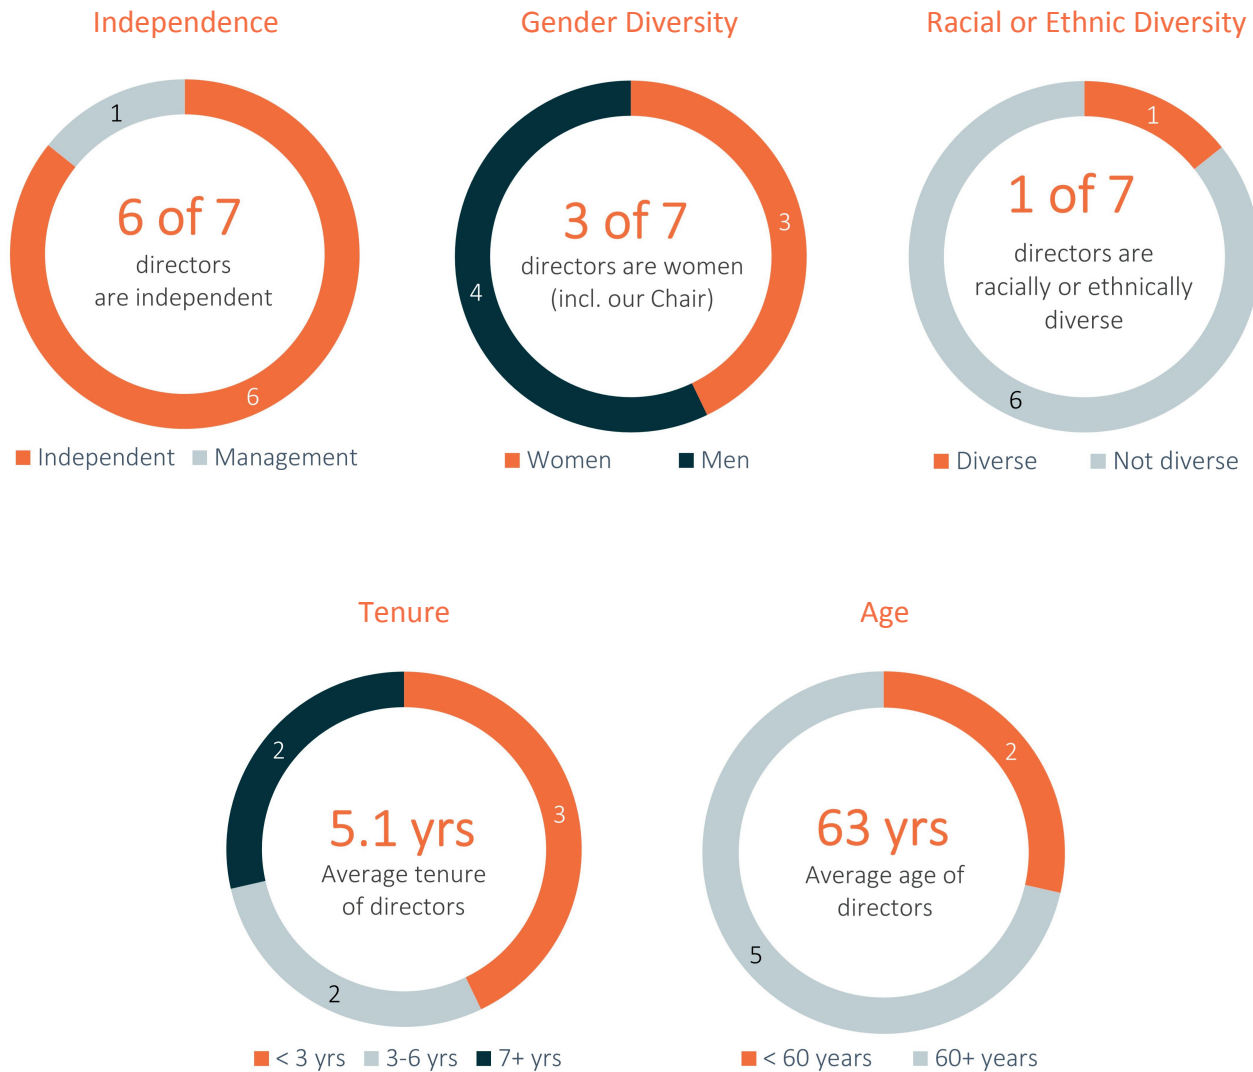 Independence
1
6 of 7
directors
are independent
6
Independent Management
Gender Diversity
3
3 of 7
directors are women
(incl. our Chair)
4
Women Men
Racial or Ethnic Diversity
1
1 of 7
directors are
racially or ethnically
diverse
6
Diverse Not diverse
Tenure
2
3
5.1 yrs
Average tenure
of directors
2
< 3 yrs 3-6 yrs 7+ yrs
Age
2
63 yrs
Average age of
directors
5
< 60 years 60+ years